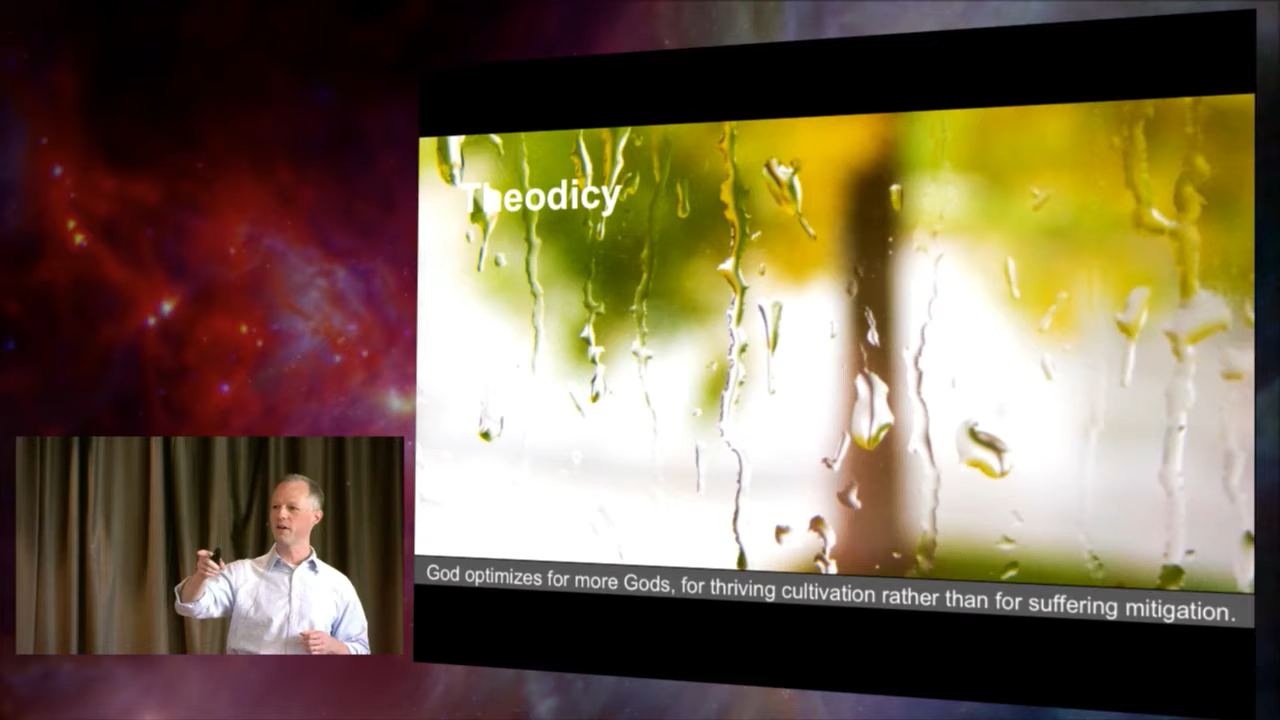 Theodicy
God optimizes for more Gods, for thriving cultivation rather than for suffering mitigation.